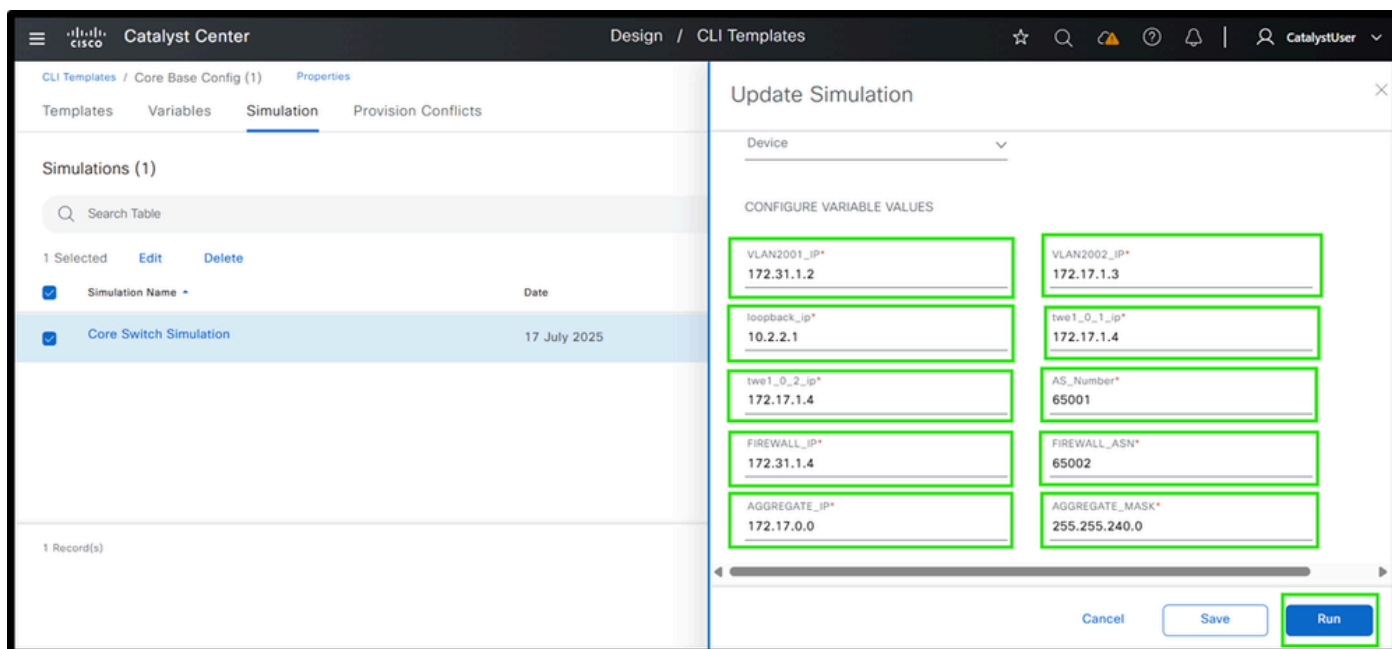 cisco Catalyst Center
Design / CLI Templates
CatalystUser
CLI Templates / Core Base Config (1) Properties
Templates Variables Simulation Provision Conflicts
Simulations (1)
Search Table
1 Selected Edit Delete
Simulation Name Date
Core Switch Simulation 17 July 2025
1 Record(s)
Update Simulation
Device
CONFIGURE VARIABLE VALUES
VLAN2001_IP* VLAN2002_IP*
172.31.1.2 172.17.1.3
loopback_ip* twe1_0_1_ip*
10.2.2.1 172.17.1.4
twe1_0_2_ip* AS_Number*
172.17.1.4 65001
FIREWALL_IP* FIREWALL_ASN*
172.31.1.4 65002
AGGREGATE_IP* AGGREGATE_MASK*
172.17.0.0 255.255.240.0
Cancel Save Run